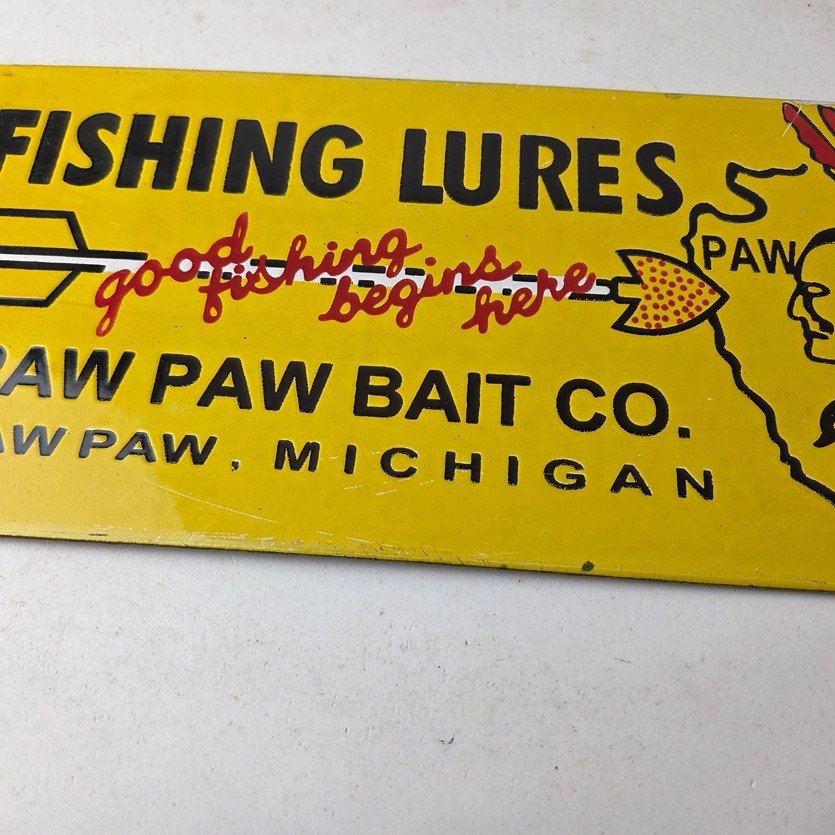 FISHING LURES
good fishing begins here
PAW
PAW PAW BAIT CO.
PAW PAW, MICHIGAN